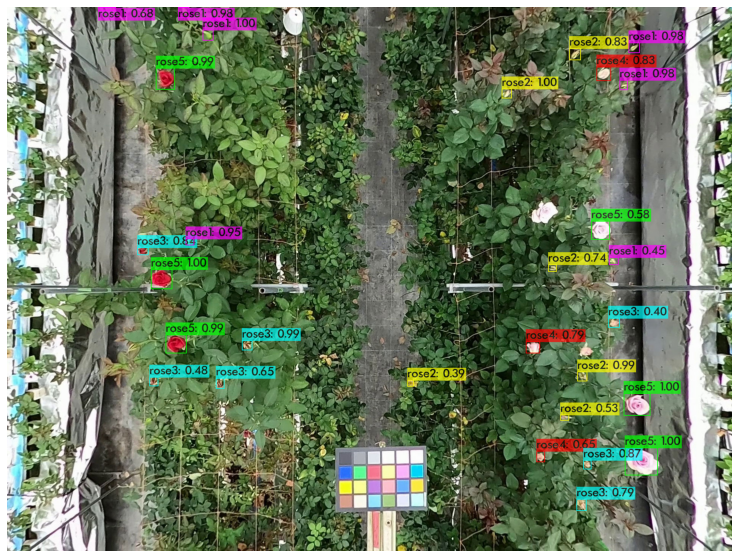 rose1: 0.68
rose1: 0.98
rose1: 1.00
rose5: 0.99
rose2: 0.83
rose1: 0.98
rose4: 0.83
rose1: 0.98
rose2: 1.00
rose5: 0.58
rose1: 0.95
rose3: 0.84
rose5: 1.00
rose2: 0.74
rose1: 0.45
rose3: 0.40
rose5: 0.99
rose3: 0.99
rose4: 0.79
rose3: 0.48
rose3: 0.65
rose2: 0.39
rose2: 0.99
rose5: 1.00
rose2: 0.53
rose4: 0.65
rose5: 1.00
rose3: 0.87
rose3: 0.79